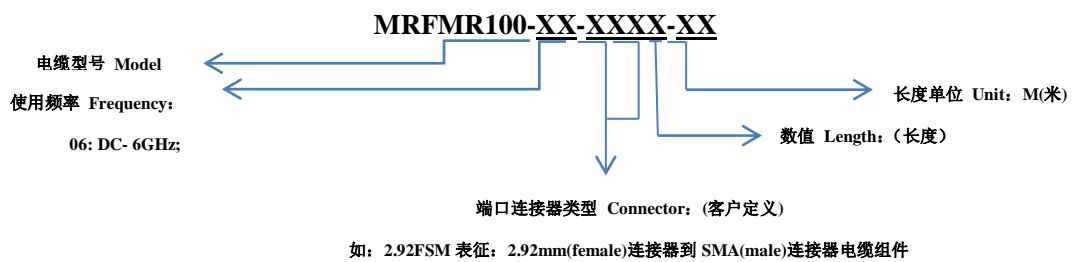 MRFMR100-XX-XXXX-XX
电缆型号 Model
使用频率 Frequency：
06: DC- 6GHz;
长度单位 Unit：M(米)
数值 Length：（长度）
端口连接器类型 Connector：(客户定义)
如：2.92FSM 表征：2.92mm(female)连接器到 SMA(male)连接器电缆组件